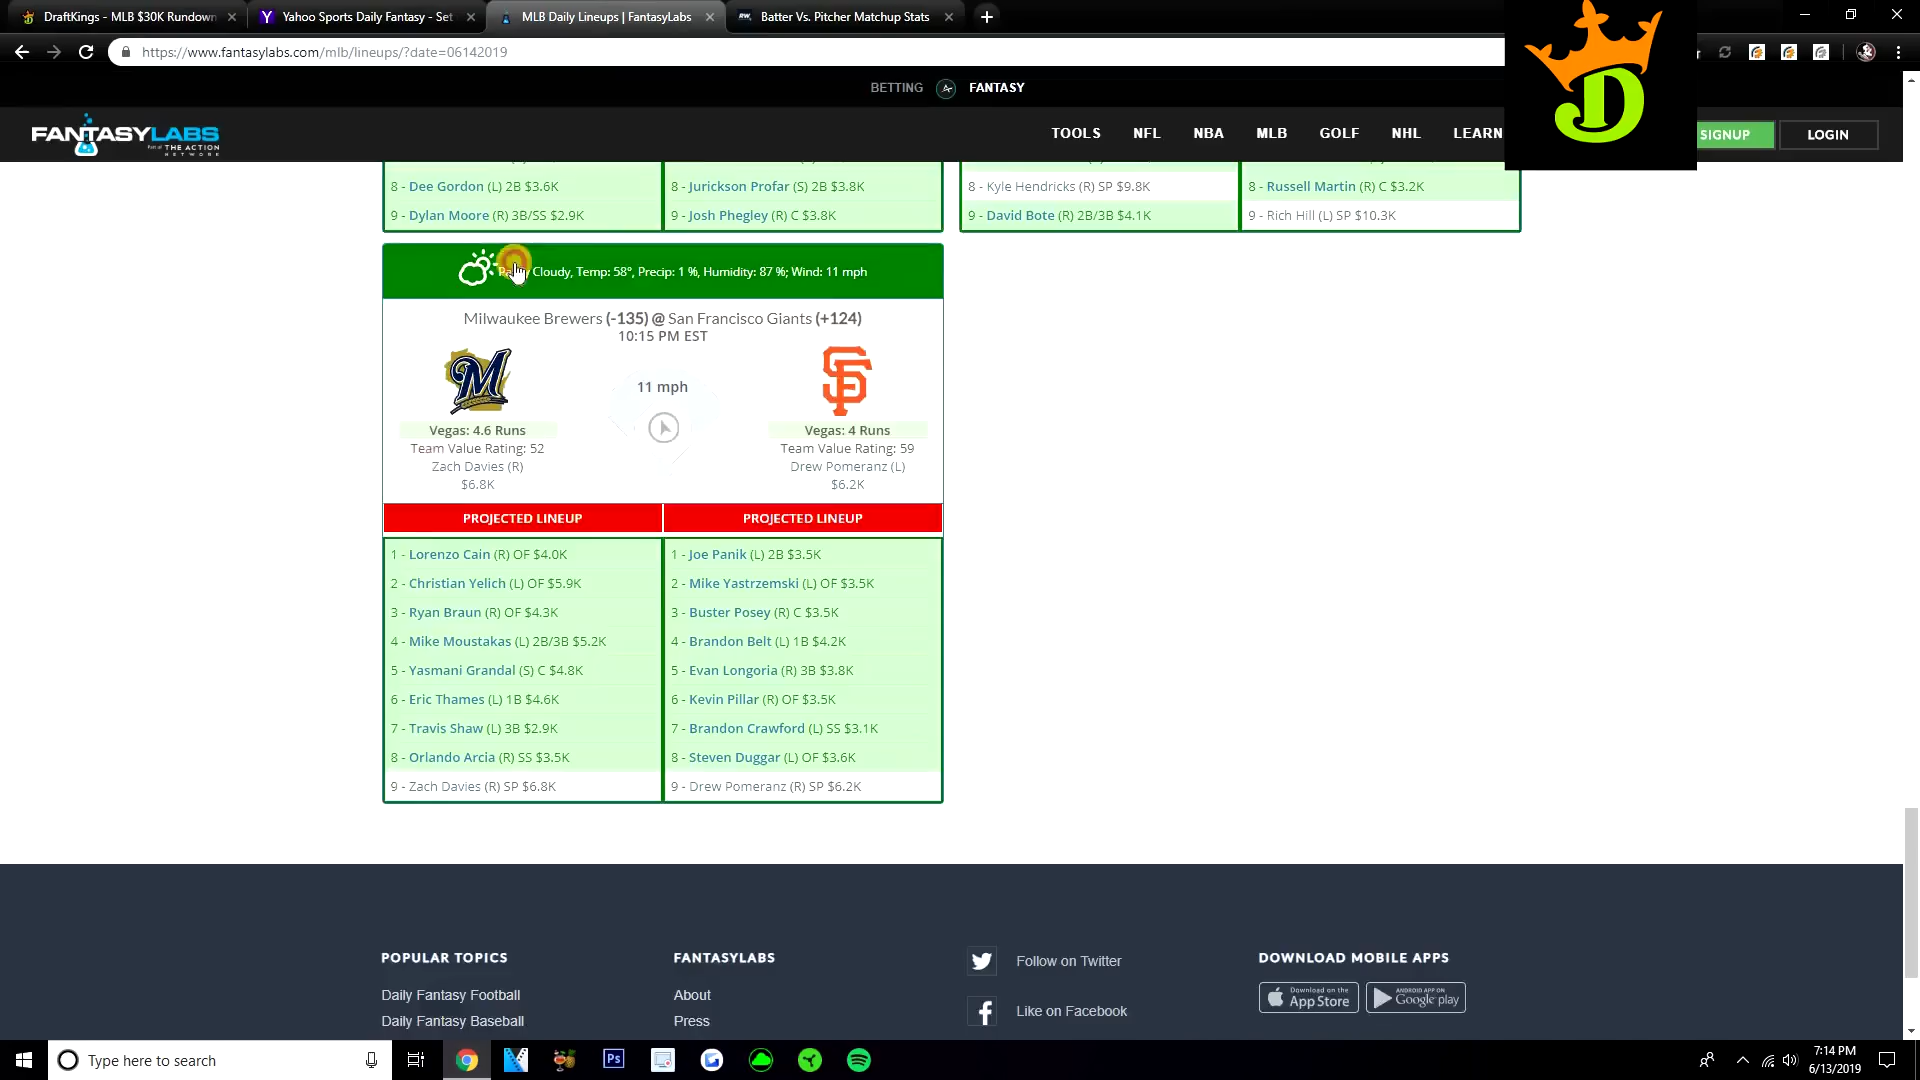 DraftKings - MLB $30K Rundown
Yahoo Sports Daily Fantasy - Set
MLB Daily Lineups | FantasyLabs
Batter Vs. Pitcher Matchup Stats
https://www.fantasylabs.com/mlb/lineups/?date=06142019
BETTING FANTASY
FANTASYLABS
Part of THE ACTION
NETWORK
TOOLS NFL NBA MLB GOLF NHL LEARN
SIGNUP LOGIN
D
8 - Dee Gordon (L) 2B $3.6K
9 - Dylan Moore (R) 3B/SS $2.9K
8 - Jurickson Profar (S) 2B $3.8K
9 - Josh Phegley (R) C $3.8K
8 - Kyle Hendricks (R) SP $9.8K
9 - David Bote (R) 2B/3B $4.1K
8 - Russell Martin (R) C $3.2K
9 - Rich Hill (L) SP $10.3K
Cloudy, Temp: 58°, Precip: 1 %, Humidity: 87 %; Wind: 11 mph
Milwaukee Brewers (-135) @ San Francisco Giants (+124)
10:15 PM EST
M
SF
11 mph
Vegas: 4.6 Runs
Team Value Rating: 52
Zach Davies (R)
$6.8K
Vegas: 4 Runs
Team Value Rating: 59
Drew Pomeranz (L)
$6.2K
PROJECTED LINEUP
1 - Lorenzo Cain (R) OF $4.0K
2 - Christian Yelich (L) OF $5.9K
3 - Ryan Braun (R) OF $4.3K
4 - Mike Moustakas (L) 2B/3B $5.2K
5 - Yasmani Grandal (S) C $4.8K
6 - Eric Thames (L) 1B $4.6K
7 - Travis Shaw (L) 3B $2.9K
8 - Orlando Arcia (R) SS $3.5K
9 - Zach Davies (R) SP $6.8K
PROJECTED LINEUP
1 - Joe Panik (L) 2B $3.5K
2 - Mike Yastrzemski (L) OF $3.5K
3 - Buster Posey (R) C $3.5K
4 - Brandon Belt (L) 1B $4.2K
5 - Evan Longoria (R) 3B $3.8K
6 - Kevin Pillar (R) OF $3.5K
7 - Brandon Crawford (L) SS $3.1K
8 - Steven Duggar (L) OF $3.6K
9 - Drew Pomeranz (R) SP $6.2K
POPULAR TOPICS
Daily Fantasy Football
Daily Fantasy Baseball
FANTASYLABS
About
Press
Follow on Twitter
Like on Facebook
DOWNLOAD MOBILE APPS
Download on the
App Store
ANDROID APP ON
Google play
Type here to search
Ps
7:14 PM
6/13/2019